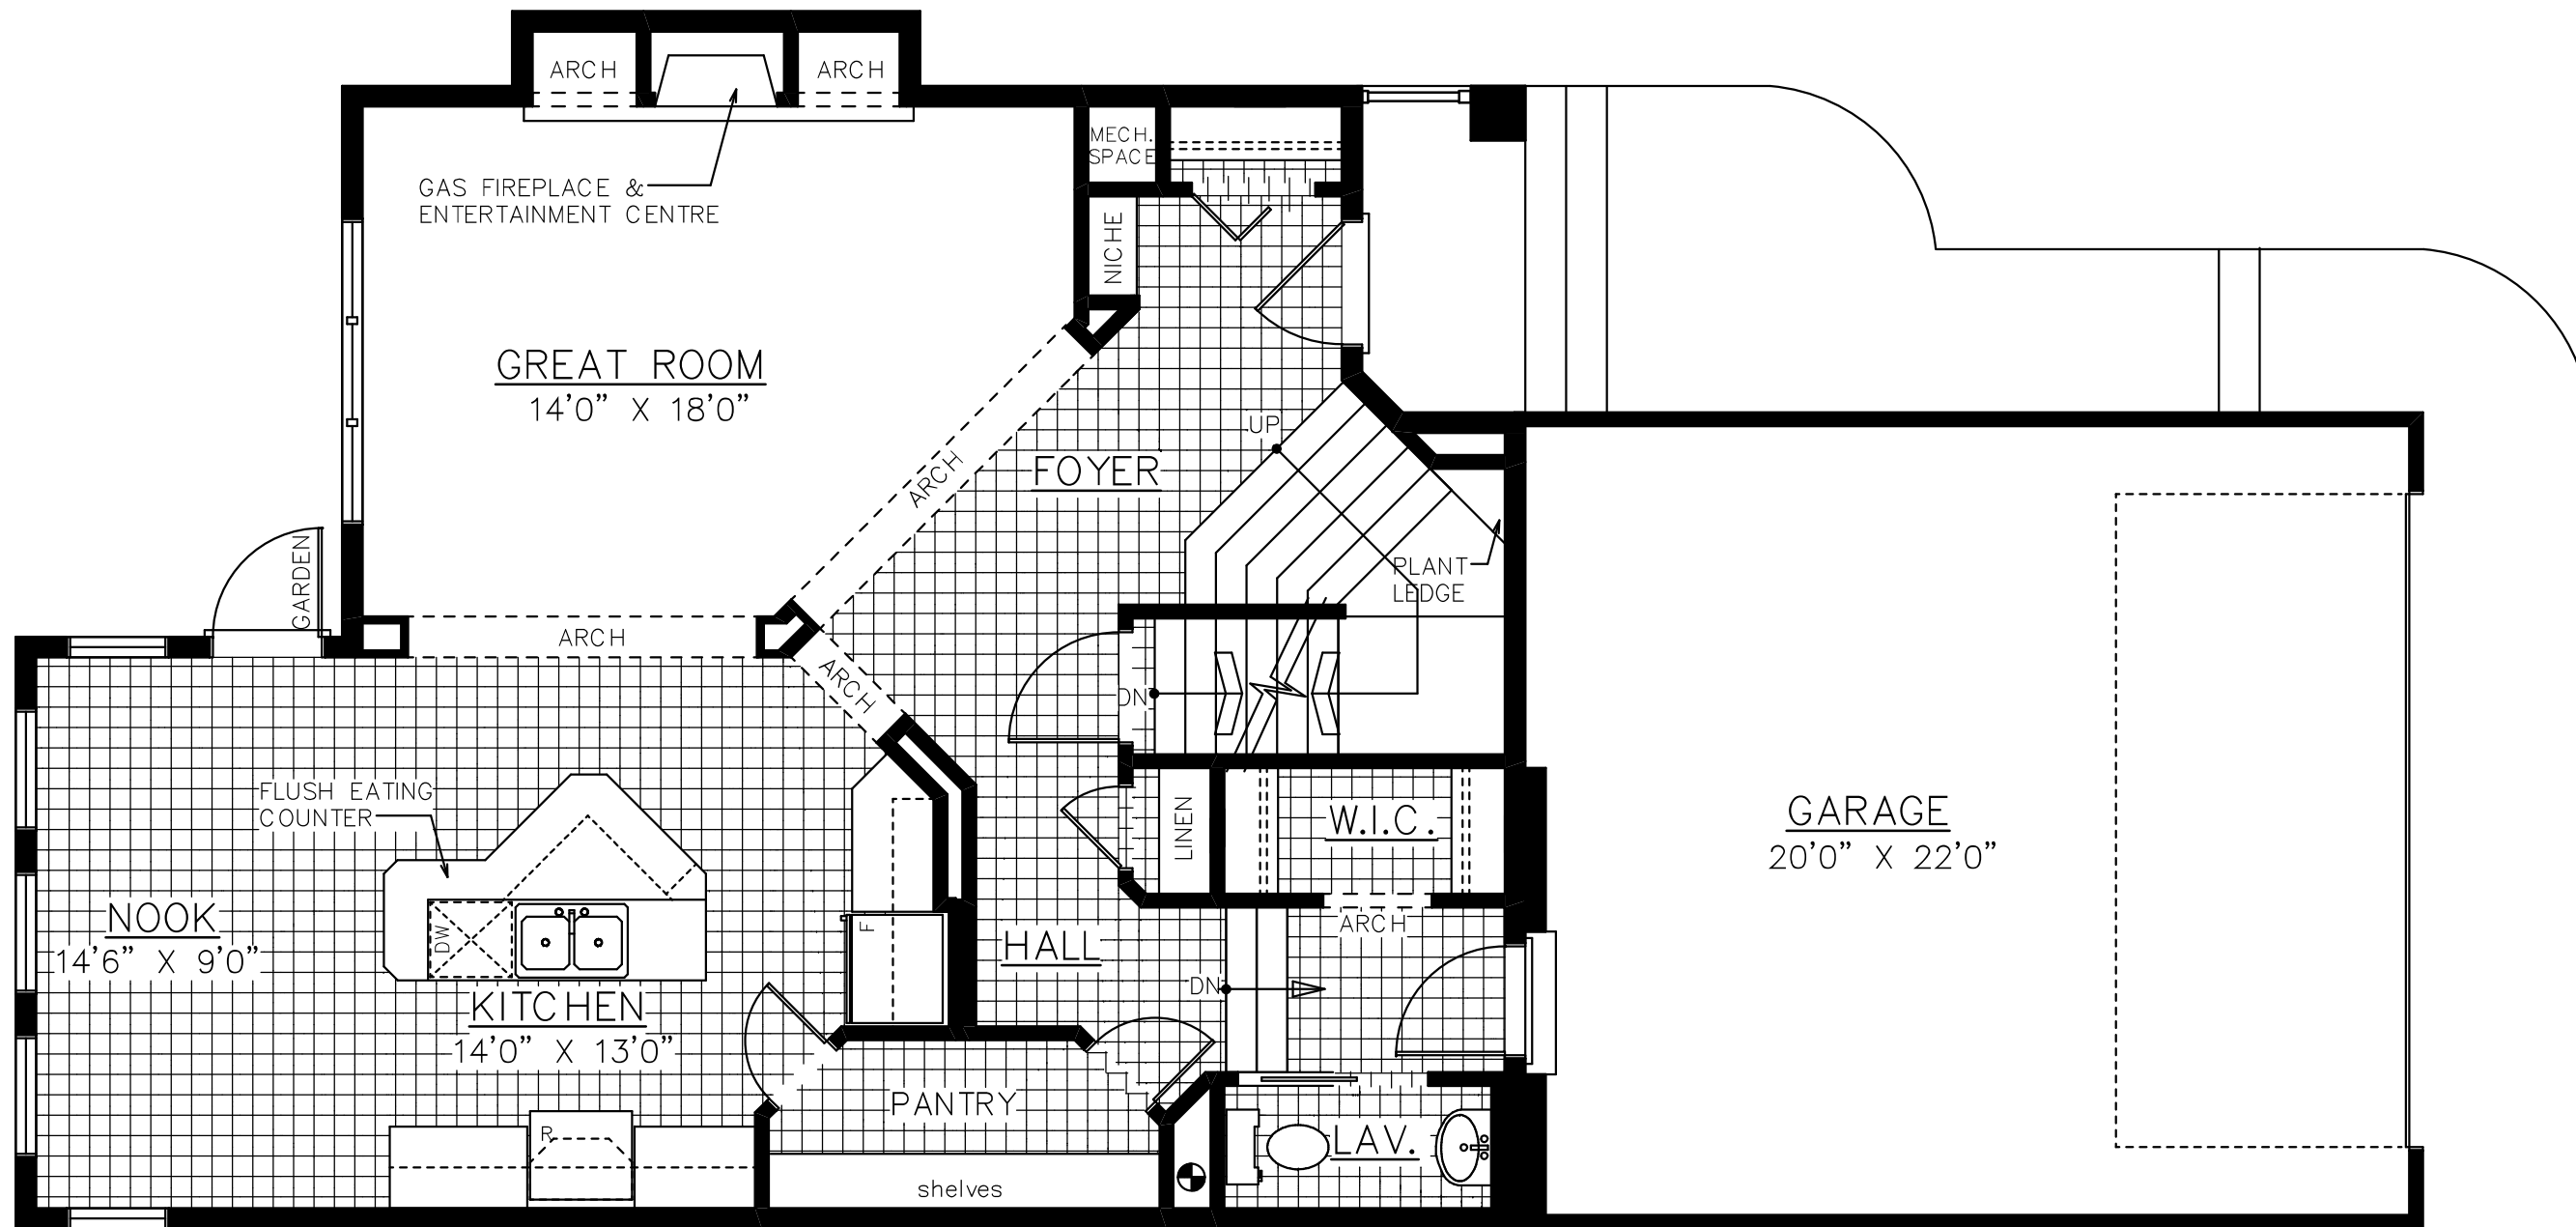 ARCH
ARCH
MECH.
SPACE
GAS FIREPLACE &
ENTERTAINMENT CENTRE
NICHE
GREAT ROOM
14'0" X 18'0"
UP
FOYER
ARCH
PLANT
LEDGE
GARDEN
ARCH
ARCH
DN
FLUSH EATING
COUNTER
LINEN
W.I.C.
GARAGE
20'0" X 22'0"
NOOK
14'6" X 9'0"
DW
F
HALL
ARCH
DN
KITCHEN
14'0" X 13'0"
PANTRY
R
LAV.
shelves